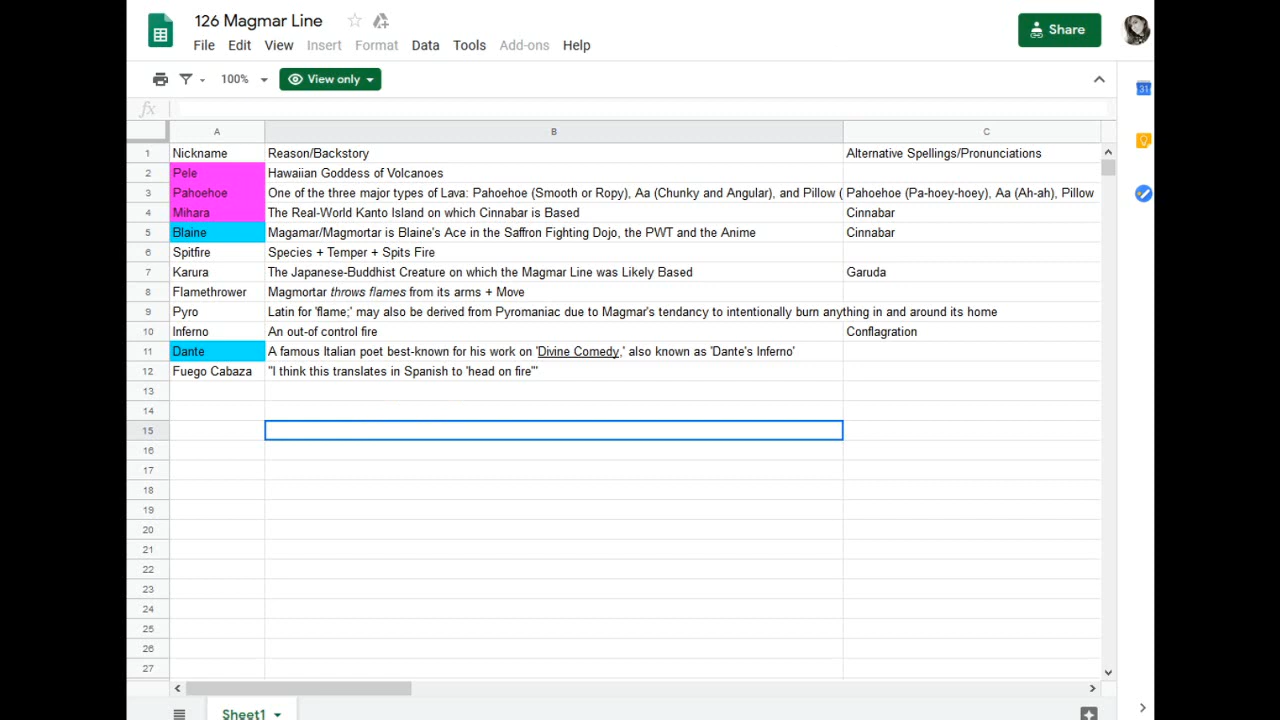 126 Magmar Line
Share
File Edit View Insert Format Data Tools Add-ons Help
100% View only
31
fx
A B C
1 Nickname Reason/Backstory Alternative Spellings/Pronunciations
2 Pele Hawaiian Goddess of Volcanoes
3 Pahoehoe One of the three major types of Lava: Pahoehoe (Smooth or Ropy), Aa (Chunky and Angular), and Pillow ( Pahoehoe (Pa-hoey-hoey), Aa (Ah-ah), Pillow
4 Mihara The Real-World Kanto Island on which Cinnabar is Based Cinnabar
5 Blaine Magamar/Magmortar is Blaine's Ace in the Saffron Fighting Dojo, the PWT and the Anime Cinnabar
6 Spitfire Species + Temper + Spits Fire
7 Karura The Japanese-Buddhist Creature on which the Magmar Line was Likely Based Garuda
8 Flamethrower Magmortar throws flames from its arms + Move
9 Pyro Latin for 'flame;' may also be derived from Pyromaniac due to Magmar's tendency to intentionally burn anything in and around its home
10 Inferno An out-of control fire Conflagration
11 Dante A famous Italian poet best-known for his work on 'Divine Comedy,' also known as 'Dante's Inferno'
12 Fuego Cabaza "I think this translates in Spanish to 'head on fire'"
13
14
15
16
17
18
19
20
21
22
23
24
25
26
27
Sheet1